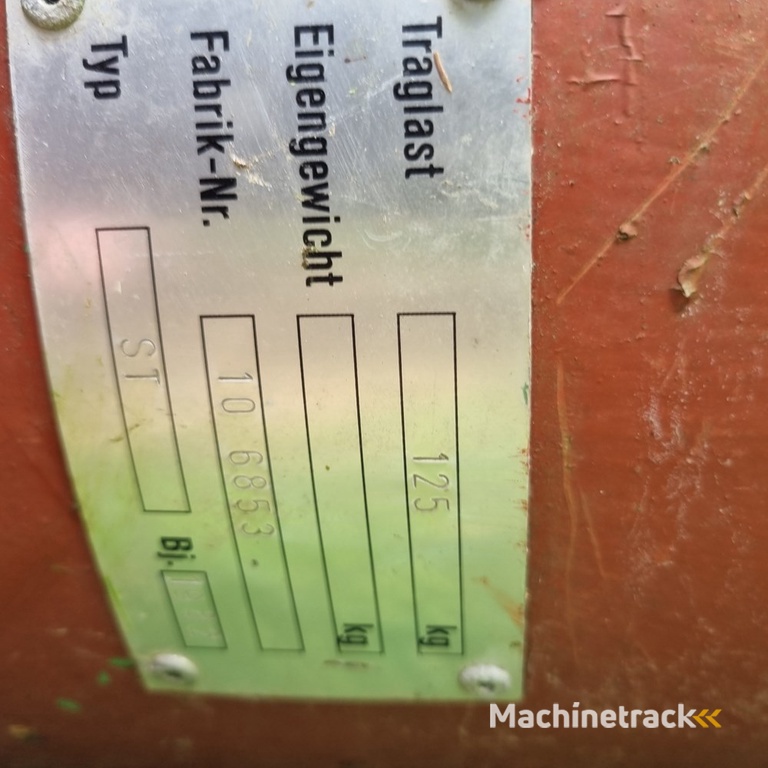 Typ ST Bj.
Fabrik-Nr. 10 6853
Eigengewicht kg
Traglast 125 kg
Machinetrack